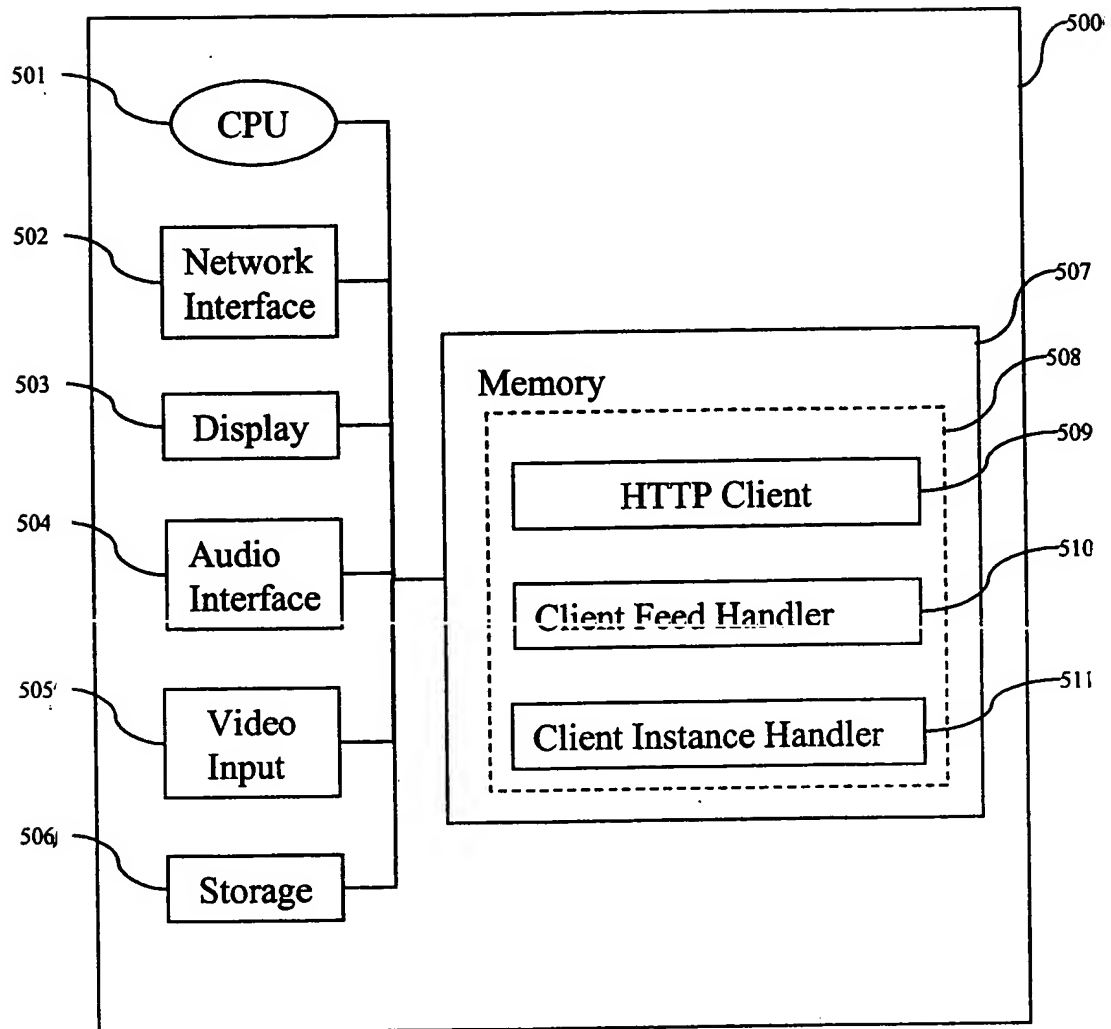 500
501
CPU
502
Network
Interface
507
503
Display
Memory
508
509
HTTP Client
504
Audio
Interface
510
Client Feed Handler
505
Video
Input
511
Client Instance Handler
506
Storage